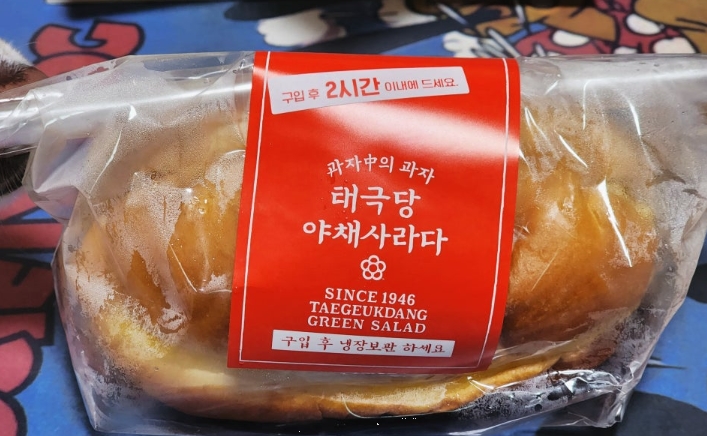 구입 후 2시간 이내에 드세요.
과자中의 과자
태극당
야채사라다
SINCE 1946
TAEGEUKDANG
GREEN SALAD
구입 후 냉장보관 하세요